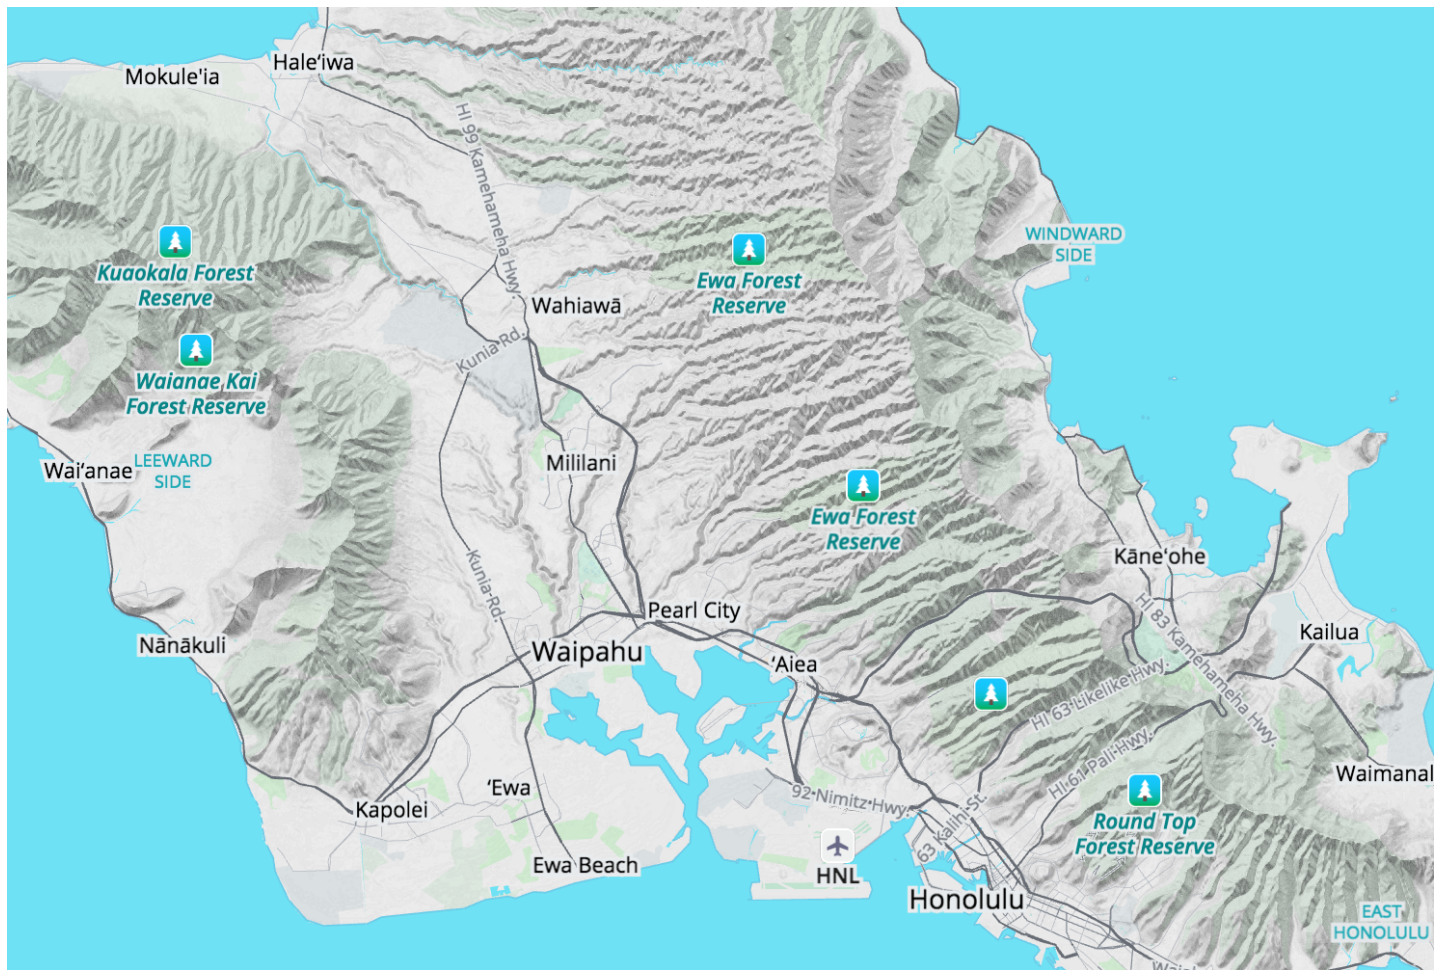 Hale‘iwa
Mokule'ia
HI 99 Kamehameha Hwy.
WINDWARD
SIDE
Kuaokala Forest
Reserve
Ewa Forest
Reserve
Wahiawā
Kunia Rd.
Waianae Kai
Forest Reserve
Wai‘anae
LEEWARD
SIDE
Mililani
Ewa Forest
Reserve
Kāne‘ohe
Kunia Rd.
Pearl City
HI 83 Kamehameha Hwy.
Nānākuli
Waipahu
‘Aiea
Kailua
HI 63 Likelike Hwy.
HI 61 Pali Hwy.
Waimanal
‘Ewa
Kapolei
92 Nimitz Hwy.
63 Kalihi St.
Round Top
Forest Reserve
Ewa Beach
HNL
Honolulu
EAST
HONOLULU